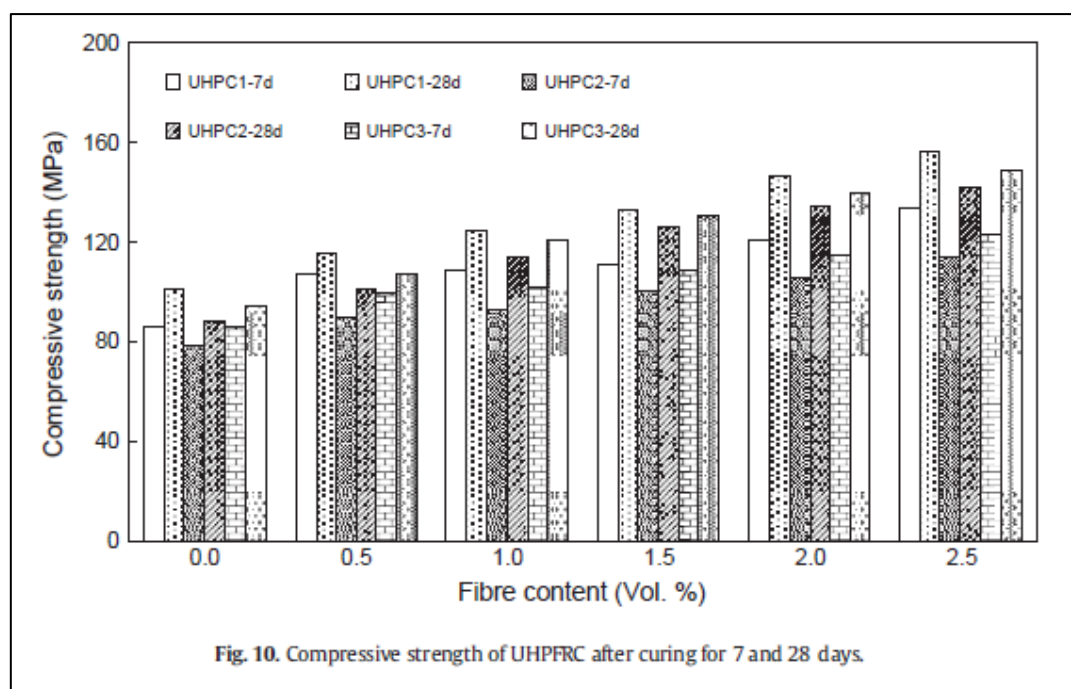 200
160
120
80
40
0
Compressive strength (MPa)
UHPC1-7d UHPC1-28d UHPC2-7d
UHPC2-28d UHPC3-7d UHPC3-28d
0.0 0.5 1.0 1.5 2.0 2.5
Fibre content (Vol. %)
Fig. 10. Compressive strength of UHPFRC after curing for 7 and 28 days.